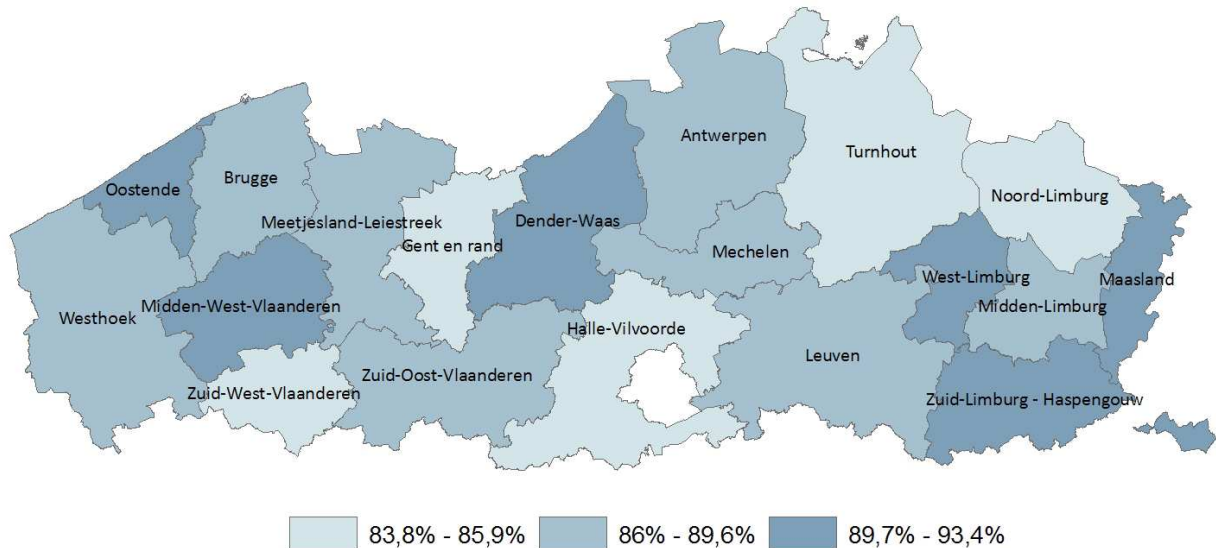 Antwerpen
Turnhout
Oostende
Brugge
Noord-Limburg
Meetjesland-Leiestreek
Dender-Waas
Gent en rand
Mechelen
West-Limburg
Maasland
Midden-West-Vlaanderen
Midden-Limburg
Westhoek
Halle-Vilvoorde
Leuven
Zuid-Oost-Vlaanderen
Zuid-West-Vlaanderen
Zuid-Limburg - Haspengouw
83,8% - 85,9%
86% - 89,6%
89,7% - 93,4%